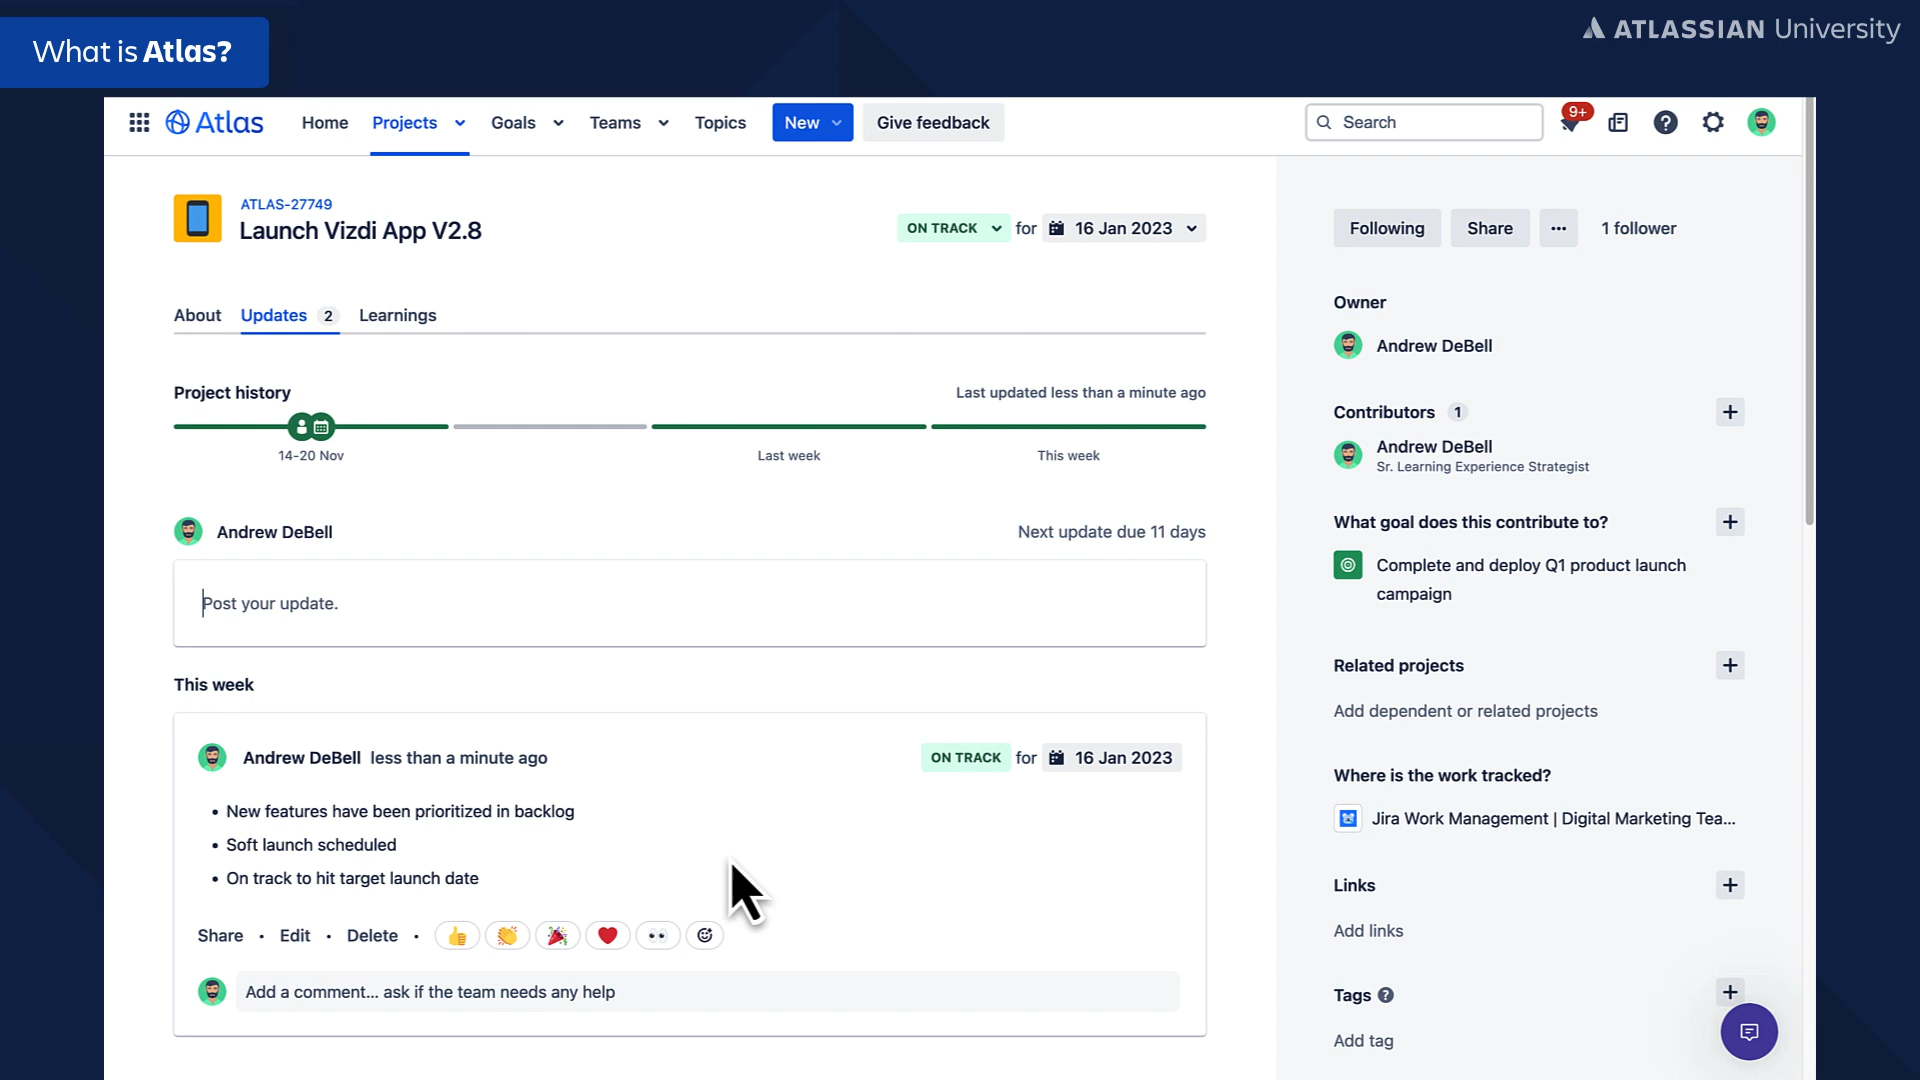 What is Atlas?
ATLASSIAN University
Atlas
Home
Projects
Goals
Teams
Topics
New
Give feedback
Search
9+
ATLAS-27749
Launch Vizdi App V2.8
ON TRACK for 16 Jan 2023
Following
Share
1 follower
About
Updates 2
Learnings
Project history
Last updated less than a minute ago
14-20 Nov
Last week
This week
Andrew DeBell
Next update due 11 days
Post your update.
This week
Andrew DeBell less than a minute ago
ON TRACK for 16 Jan 2023
• New features have been prioritized in backlog
• Soft launch scheduled
• On track to hit target launch date
Share • Edit • Delete •
Add a comment... ask if the team needs any help
Owner
Andrew DeBell
Contributors 1
Andrew DeBell
Sr. Learning Experience Strategist
What goal does this contribute to?
Complete and deploy Q1 product launch
campaign
Related projects
Add dependent or related projects
Where is the work tracked?
Jira Work Management | Digital Marketing Tea...
Links
Add links
Tags
Add tag